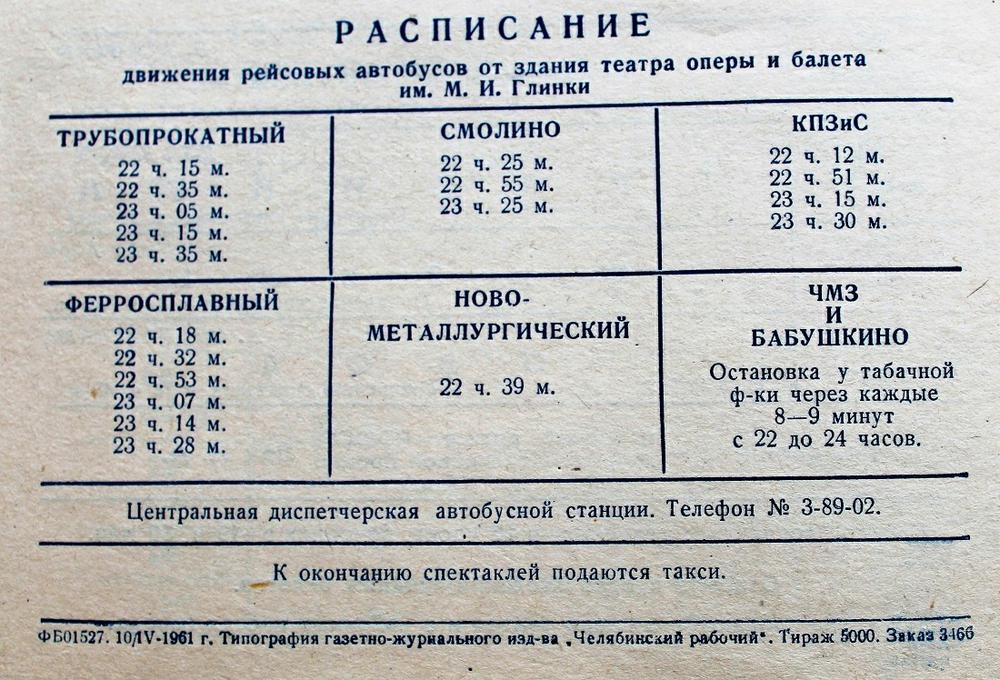 РАСПИСАНИЕ
движения рейсовых автобусов от здания театра оперы и балета
им. М. И. Глинки
ТРУБОПРОКАТНЫЙ
22 ч. 15 м.
22 ч. 35 м.
23 ч. 05 м.
23 ч. 15 м.
23 ч. 35 м.
СМОЛИНО
22 ч. 25 м.
22 ч. 55 м.
23 ч. 25 м.
КПЗиС
22 ч. 12 м.
22 ч. 51 м.
23 ч. 15 м.
23 ч. 30 м.
ФЕРРОСПЛАВНЫЙ
22 ч. 18 м.
22 ч. 32 м.
22 ч. 53 м.
23 ч. 07 м.
23 ч. 14 м.
23 ч. 28 м.
НОВО-
МЕТАЛЛУРГИЧЕСКИЙ
22 ч. 39 м.
ЧМЗ
И
БАБУШКИНО
Остановка у табачной
ф-ки через каждые
8—9 минут
с 22 до 24 часов.
Центральная диспетчерская автобусной станции. Телефон № 3-89-02.
К окончанию спектаклей подаются такси.
ФБ01527. 10/IV-1961 г. Типография газетно-журнального изд-ва „Челябинский рабочий“. Тираж 5000. Заказ 3466